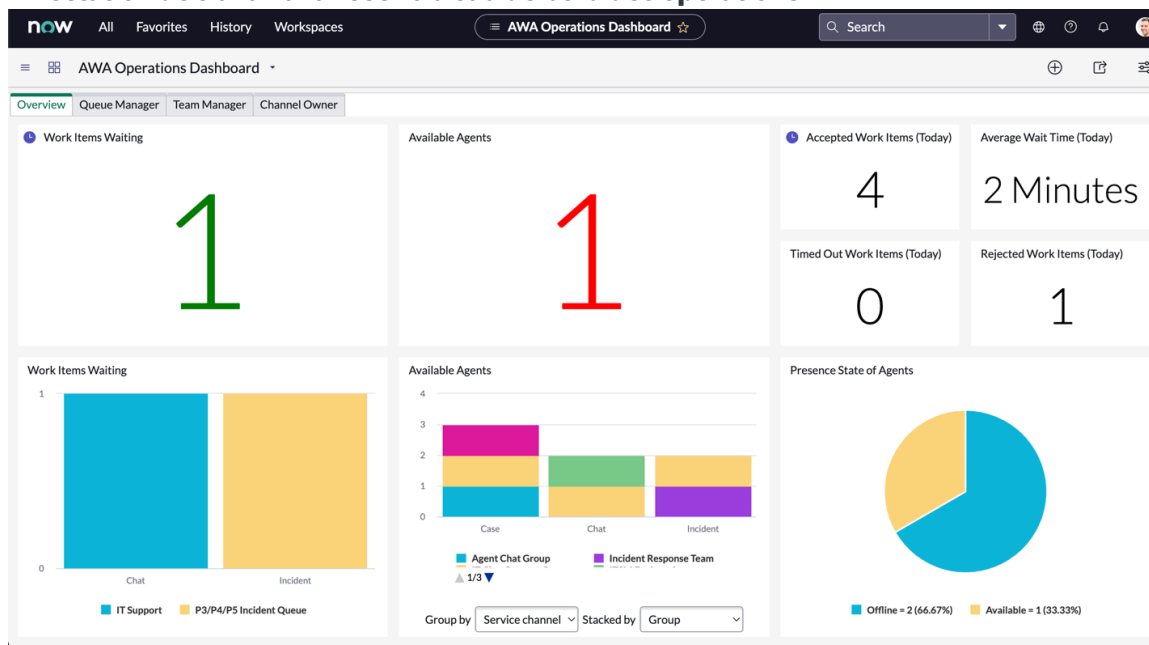 now All Favorites History Workspaces AWA Operations Dashboard Search
AWA Operations Dashboard
Overview Queue Manager Team Manager Channel Owner
Work Items Waiting
1
Available Agents
1
Accepted Work Items (Today)
4
Average Wait Time (Today)
2 Minutes
Timed Out Work Items (Today)
0
Rejected Work Items (Today)
1
Work Items Waiting
1
0
Chat Incident
IT Support P3/P4/P5 Incident Queue
Available Agents
4
3
2
1
0
Case Chat Incident
Agent Chat Group Incident Response Team
1/3
Group by Service channel Stacked by Group
Presence State of Agents
Offline = 2 (66.67%) Available = 1 (33.33%)